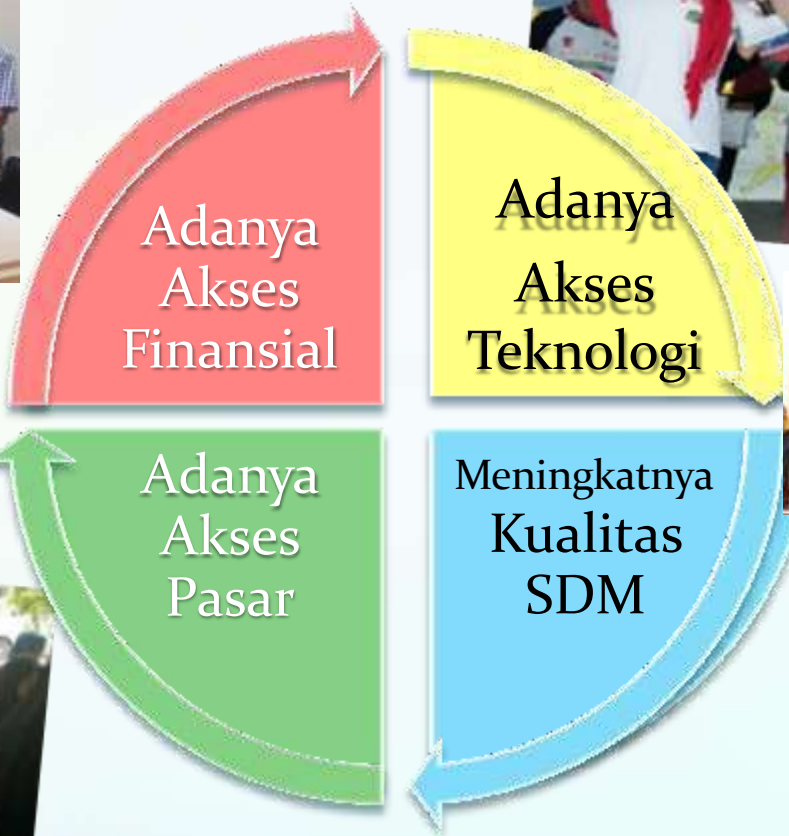 Adanya
Akses
Finansial
Adanya
Akses
Teknologi
Adanya
Akses
Pasar
Meningkatnya
Kualitas
SDM